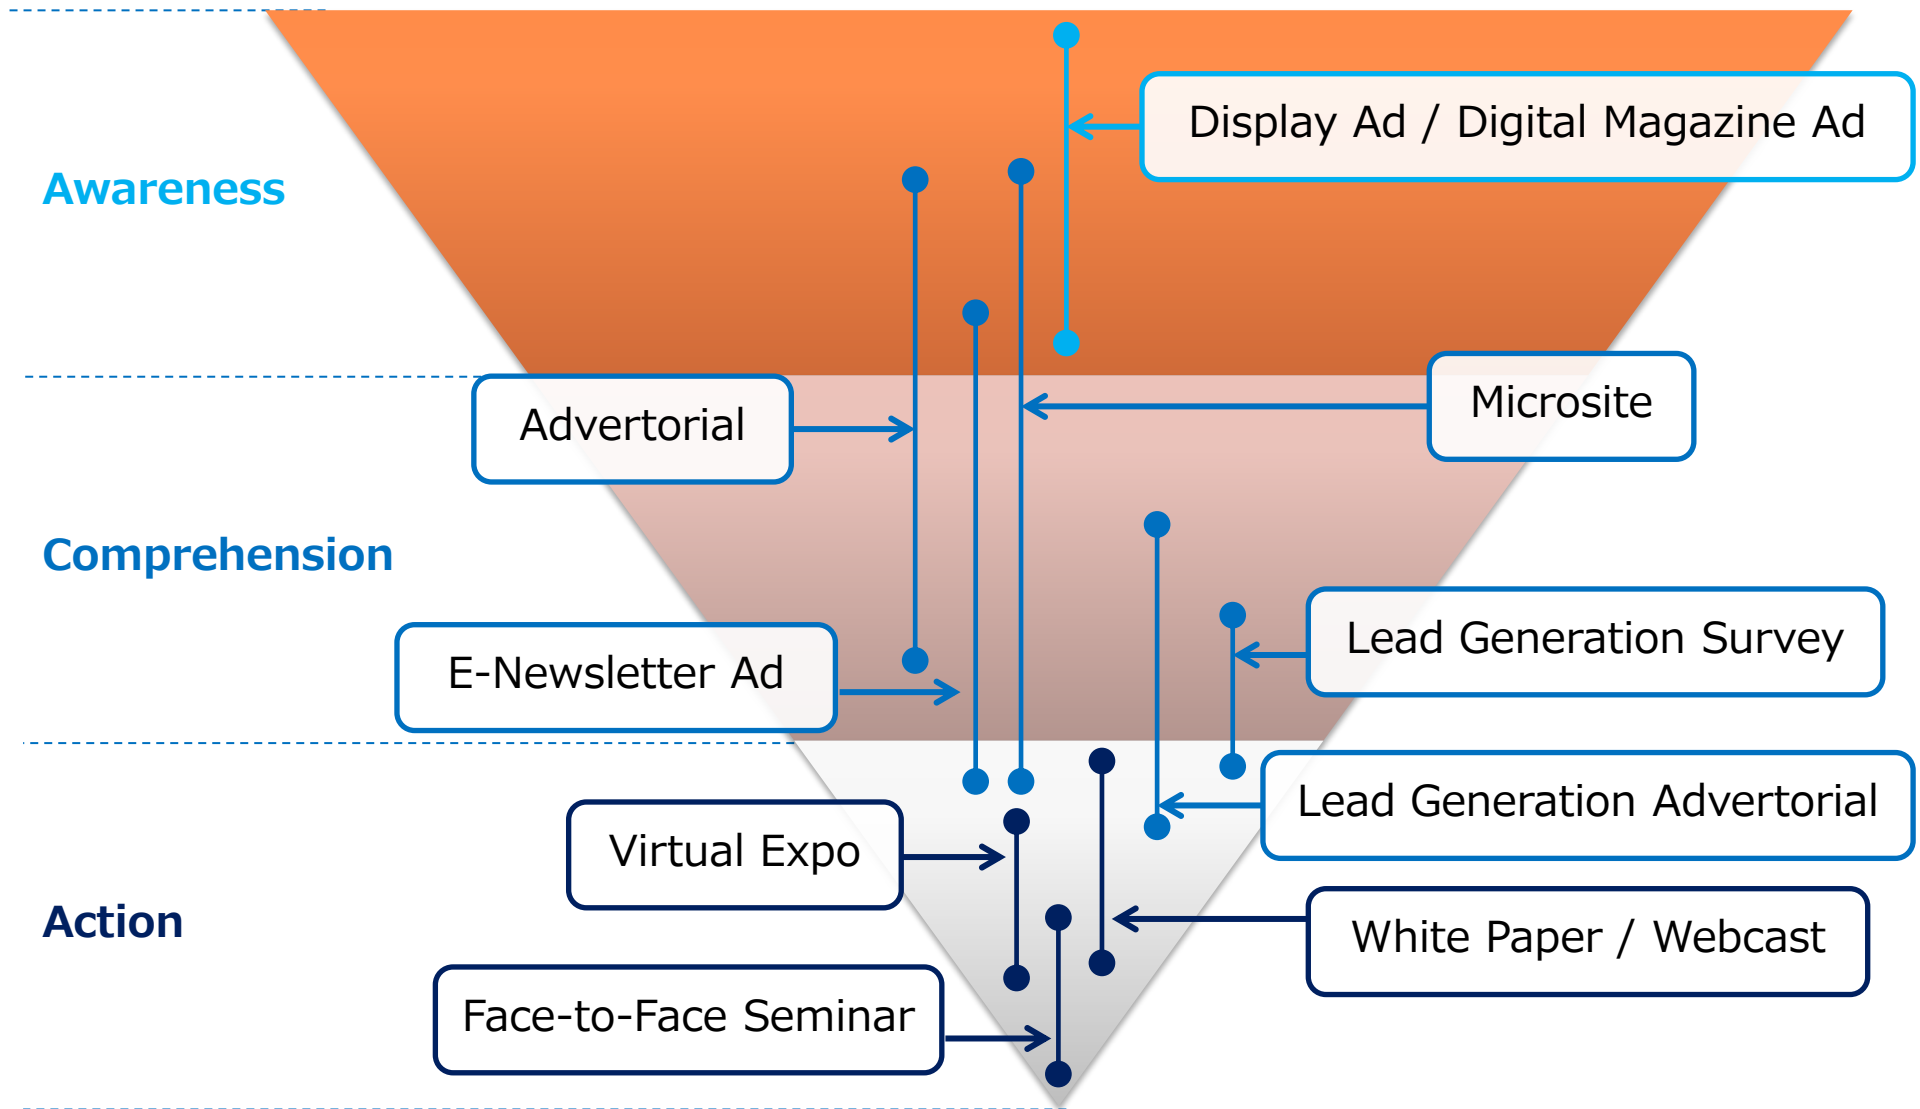 Display Ad / Digital Magazine Ad
Awareness
Microsite
Advertorial
Comprehension
Lead Generation Survey
E-Newsletter Ad
Lead Generation Advertorial
Virtual Expo
Action
White Paper / Webcast
Face-to-Face Seminar